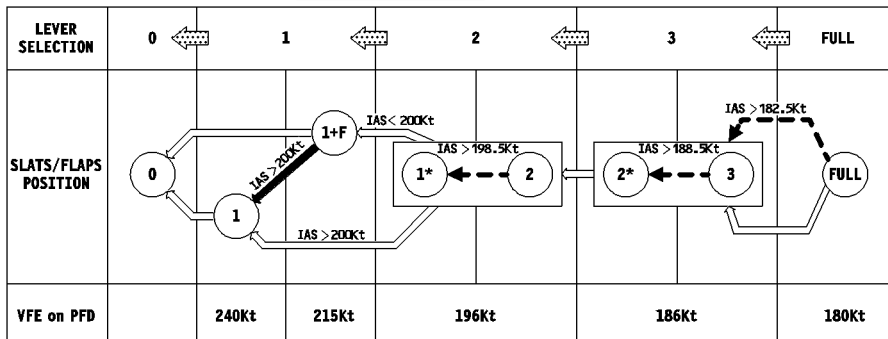 LEVER
SELECTION
0
1
2
3
FULL
SLATS/FLAPS
POSITION
0
1
1+F
IAS > 200Kt
IAS < 200Kt
IAS > 200Kt
IAS > 198.5Kt
1*
2
IAS > 188.5Kt
2*
3
IAS > 182.5Kt
FULL
VFE on PFD
240Kt
215Kt
196Kt
186Kt
180Kt